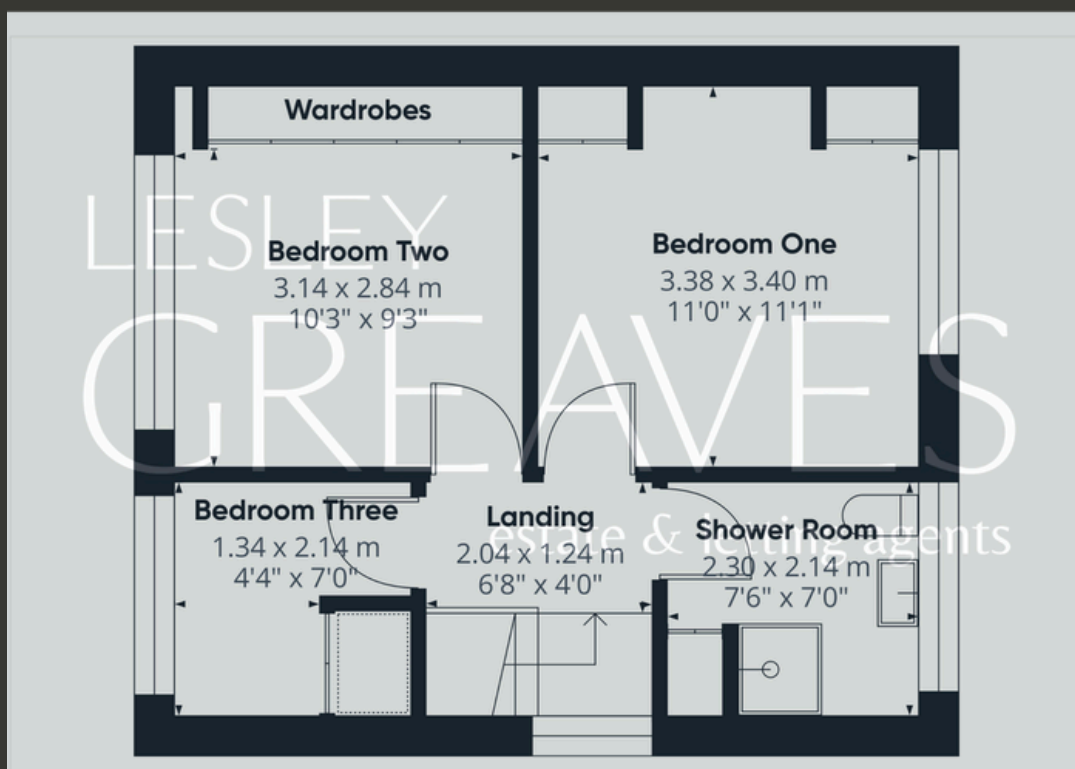 Wardrobes
LESLEY
GREAVES
estate & letting agents
Bedroom Two
3.14 x 2.84 m
10'3" x 9'3"
Bedroom One
3.38 x 3.40 m
11'0" x 11'1"
Bedroom Three
1.34 x 2.14 m
4'4" x 7'0"
Landing
2.04 x 1.24 m
6'8" x 4'0"
Shower Room
2.30 x 2.14 m
7'6" x 7'0"